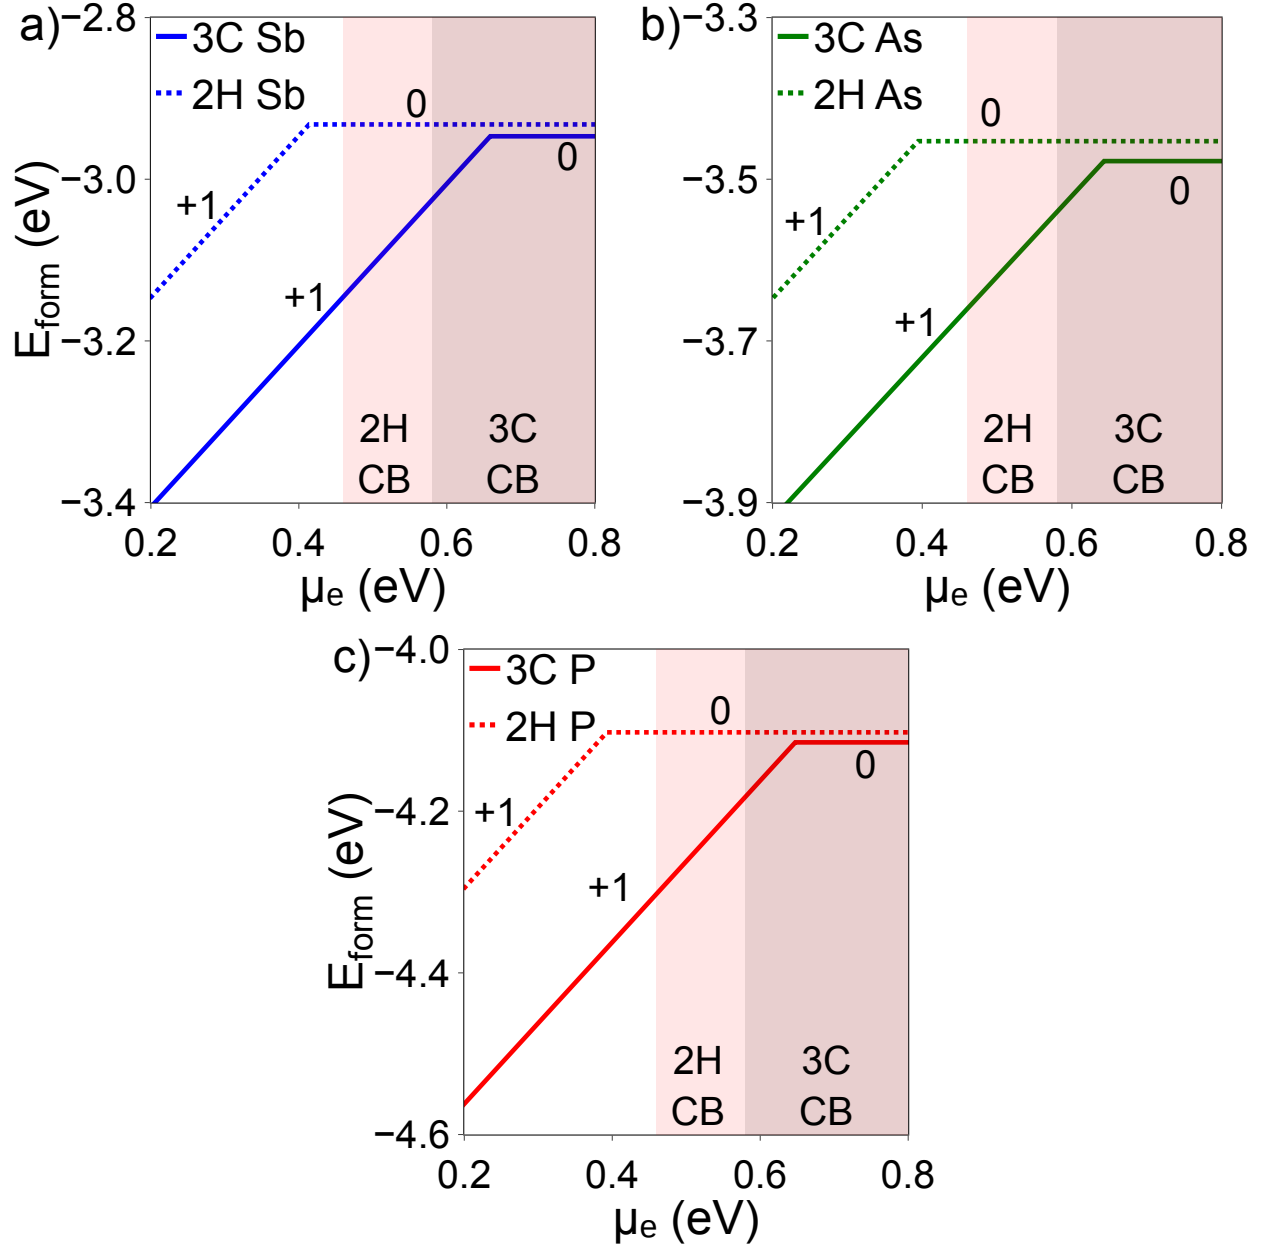 a)
−2.8
−3.0
−3.2
−3.4
E_form (eV)
3C Sb
2H Sb
0
0
+1
+1
2H
CB
3C
CB
0.2 0.4 0.6 0.8
μe (eV)
b)
−3.3
−3.5
−3.7
−3.9
3C As
2H As
0
0
+1
+1
2H
CB
3C
CB
0.2 0.4 0.6 0.8
μe (eV)
c)
−4.0
−4.2
−4.4
−4.6
E_form (eV)
3C P
2H P
0
0
+1
+1
2H
CB
3C
CB
0.2 0.4 0.6 0.8
μe (eV)